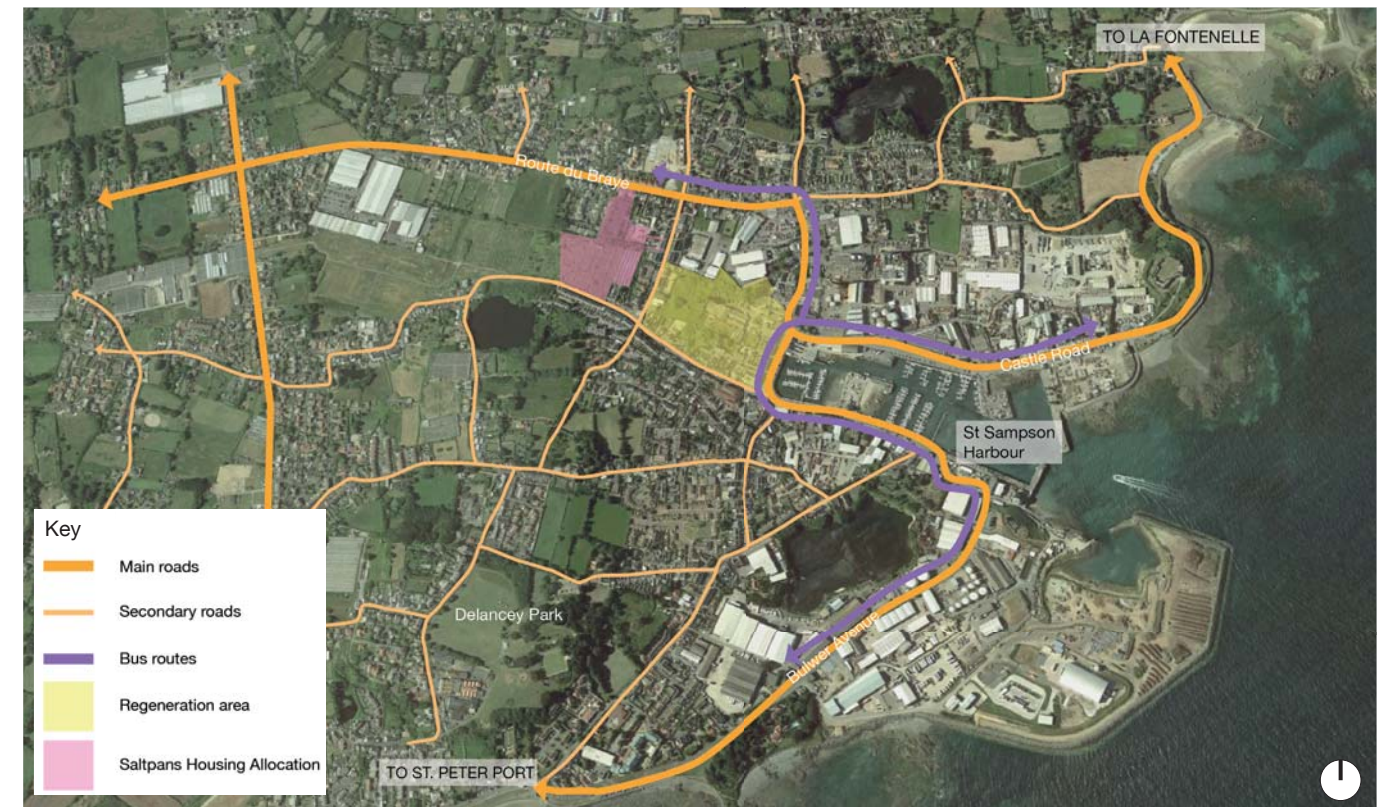 TO LA FONTENELLE
Route du Braye
Castle Road
St Sampson
Harbour
Key
Main roads
Secondary roads
Bus routes
Regeneration area
Saltpans Housing Allocation
Delancey Park
Bulwer Avenue
TO ST. PETER PORT